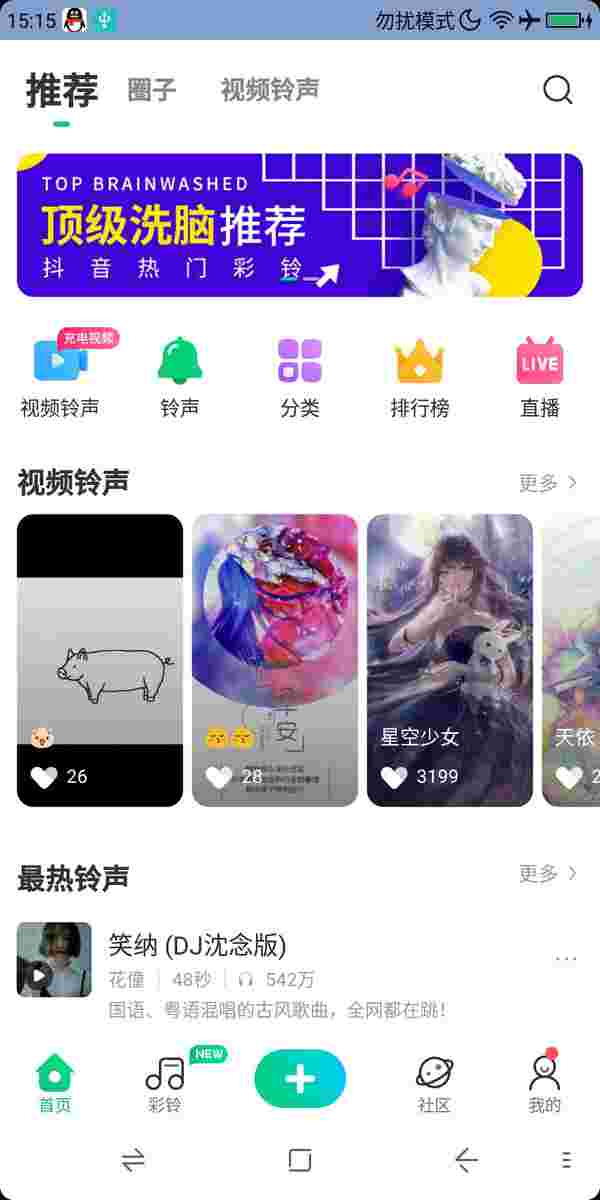 15:15 勿扰模式
推荐 圈子 视频铃声
TOP BRAINWASHED
顶级洗脑推荐
抖音热门彩铃
充电视频
LIVE
视频铃声 铃声 分类 排行榜 直播
视频铃声 更多
安
星空少女 天依
26 28 3199 2
最热铃声 更多
笑纳 (DJ沈念版)
花僮 48秒 542万
国语、粤语混唱的古风歌曲，全网都在跳！
NEW
首页 彩铃 社区 我的